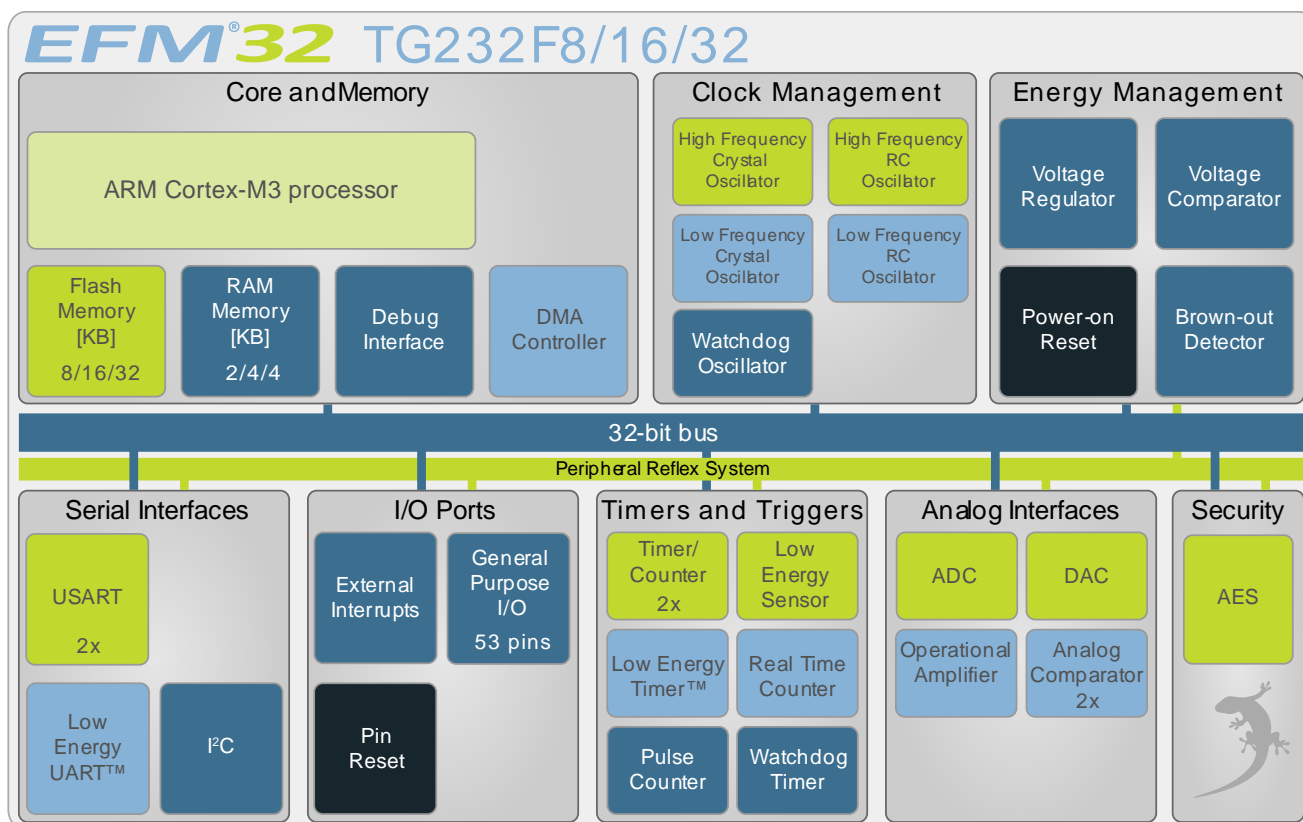 EFM®32 TG232F8/16/32
Core and Memory
ARM Cortex-M3 processor
Flash
Memory
[KB]
8/16/32
RAM
Memory
[KB]
2/4/4
Debug
Interface
DMA
Controller
Clock Management
High Frequency
Crystal
Oscillator
High Frequency
RC
Oscillator
Low Frequency
Crystal
Oscillator
Low Frequency
RC
Oscillator
Watchdog
Oscillator
Energy Management
Voltage
Regulator
Voltage
Comparator
Power-on
Reset
Brown-out
Detector
32-bit bus
Peripheral Reflex System
Serial Interfaces
USART
2x
Low
Energy
UART™
I²C
I/O Ports
External
Interrupts
General
Purpose
I/O
53 pins
Pin
Reset
Timers and Triggers
Timer/
Counter
2x
Low
Energy
Sensor
Low Energy
Timer™
Real Time
Counter
Pulse
Counter
Watchdog
Timer
Analog Interfaces
ADC
DAC
Operational
Amplifier
Analog
Comparator
2x
Security
AES